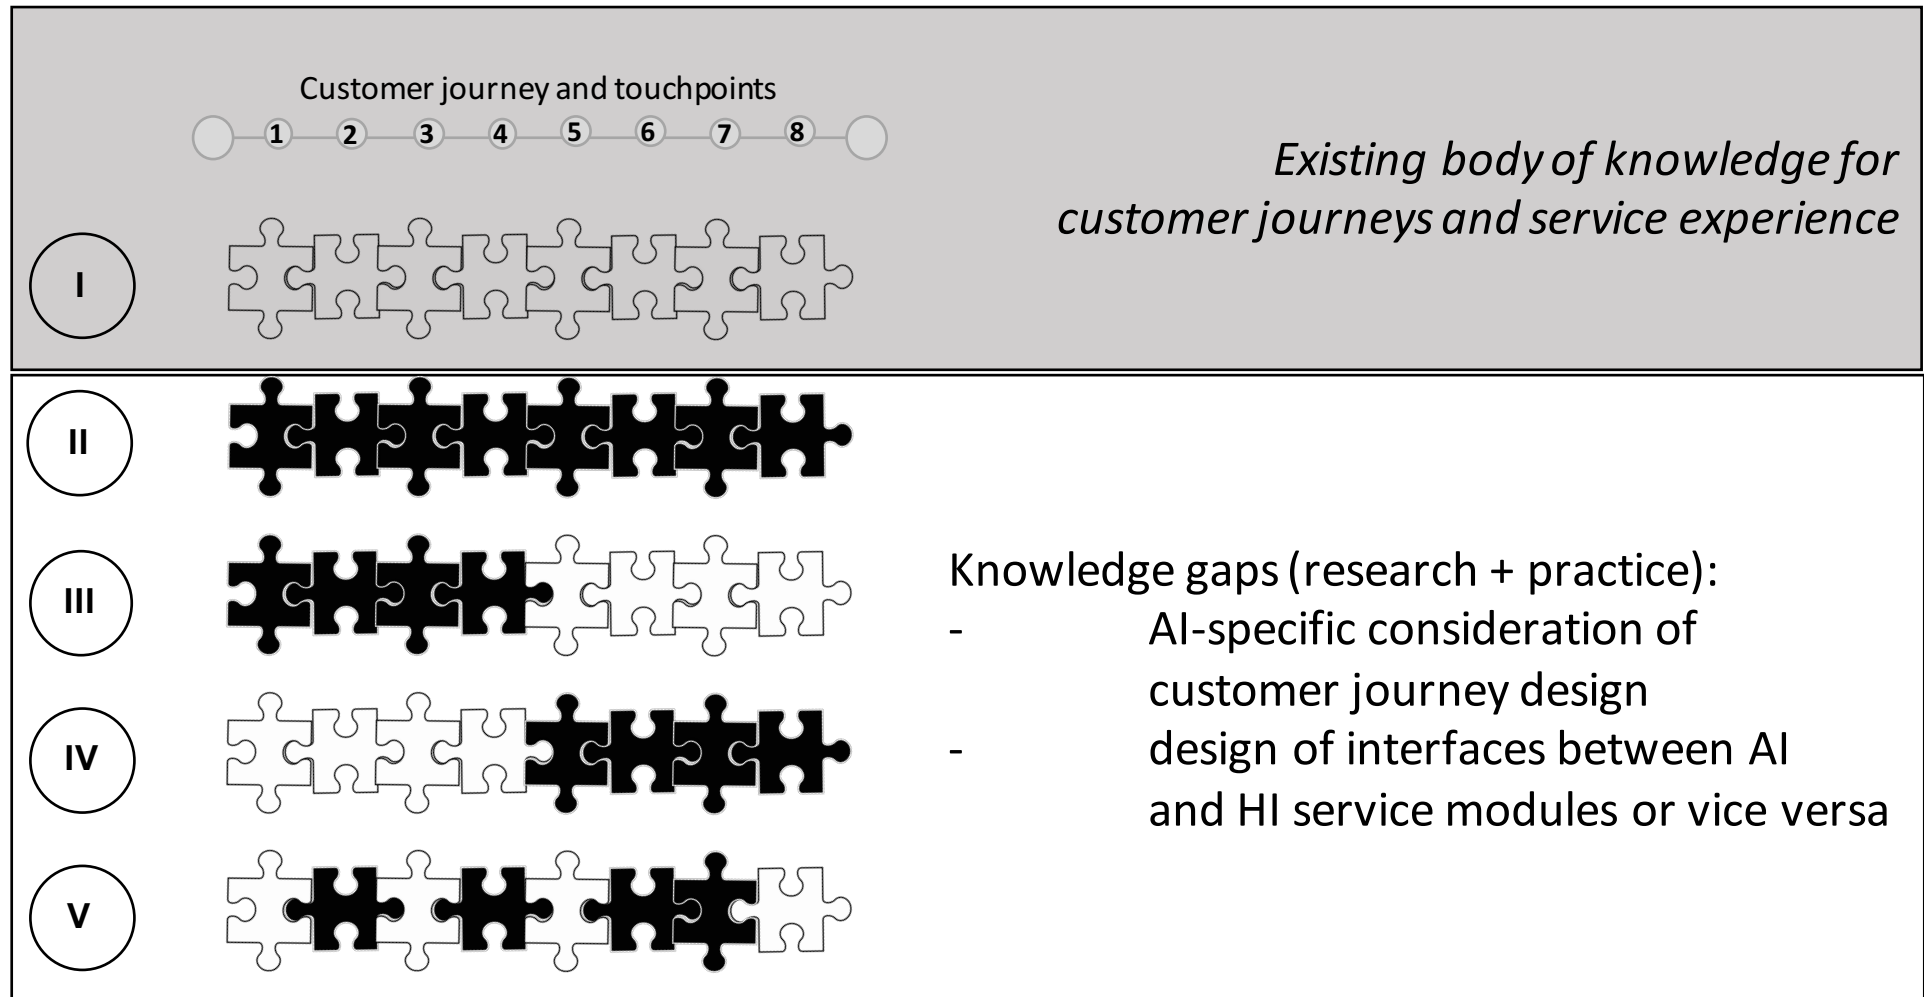 Customer journey and touchpoints
1 2 3 4 5 6 7 8
Existing body of knowledge for
customer journeys and service experience
I
II
III
Knowledge gaps (research + practice):
- AI-specific consideration of
customer journey design
- design of interfaces between AI
and HI service modules or vice versa
IV
V